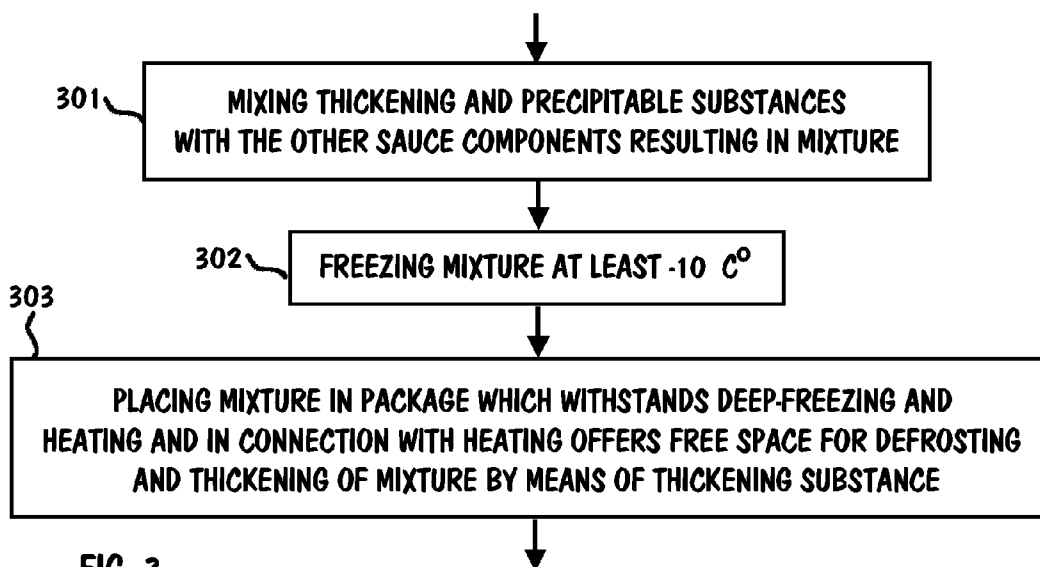 301
MIXING THICKENING AND PRECIPITABLE SUBSTANCES
WITH THE OTHER SAUCE COMPONENTS RESULTING IN MIXTURE
302
FREEZING MIXTURE AT LEAST -10 C°
303
PLACING MIXTURE IN PACKAGE WHICH WITHSTANDS DEEP-FREEZING AND
HEATING AND IN CONNECTION WITH HEATING OFFERS FREE SPACE FOR DEFROSTING
AND THICKENING OF MIXTURE BY MEANS OF THICKENING SUBSTANCE
FIG.